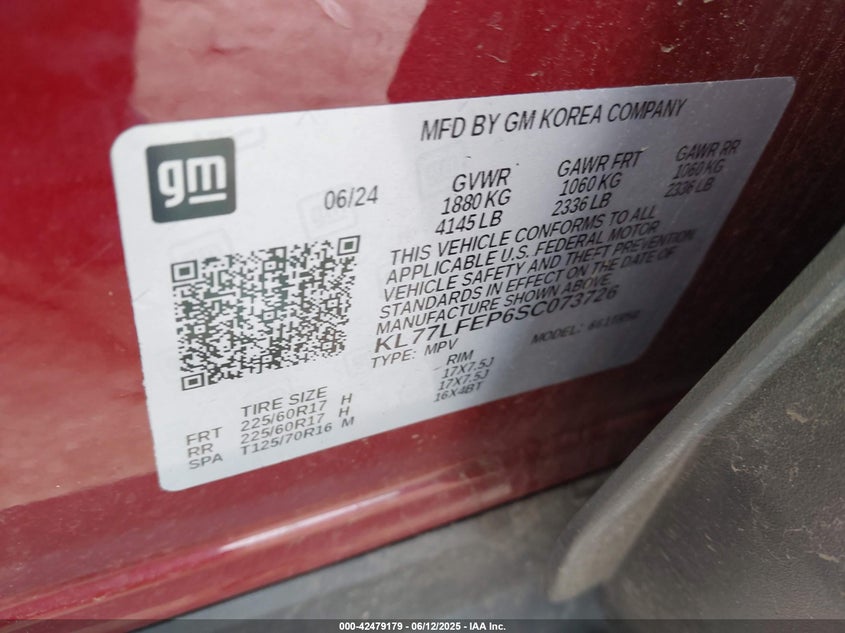 gm
MFD BY GM KOREA COMPANY
06/24
GVWR GAWR FRT GAWR RR
1880 KG 1060 KG 1060 KG
4145 LB 2336 LB 2336 LB
THIS VEHICLE CONFORMS TO ALL
APPLICABLE U.S. FEDERAL MOTOR
VEHICLE SAFETY AND THEFT PREVENTION
STANDARDS IN EFFECT ON THE DATE OF
MANUFACTURE SHOWN ABOVE.
KL77LFEP6SC073726
TYPE: MPV MODEL:
TIRE SIZE RIM
FRT 225/60R17 H 17X7.5J
RR 225/60R17 H 17X7.5J
SPA T125/70R16 M 16X4BT
000-42479179 - 06/12/2025 - IAA Inc.